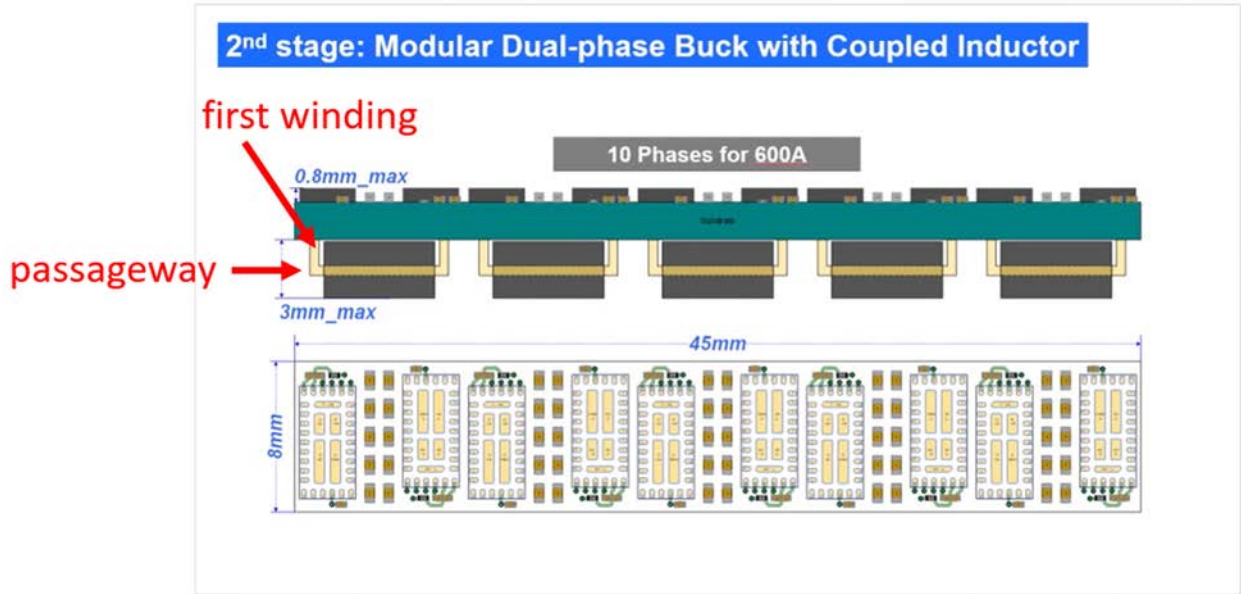 2nd stage: Modular Dual-phase Buck with Coupled Inductor
first winding
10 Phases for 600A
0.8mm_max
passageway
3mm_max
45mm
8mm